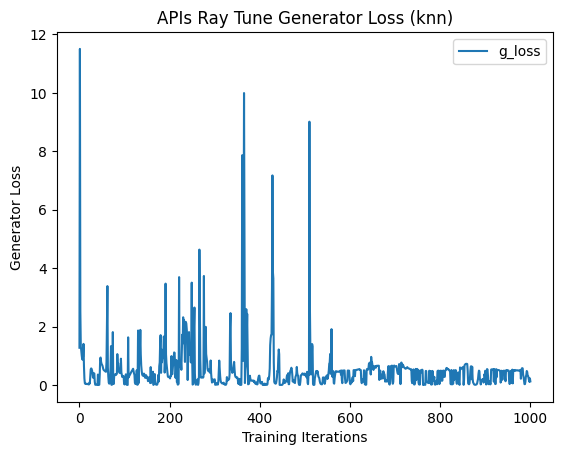 APIs Ray Tune Generator Loss (knn)
g_loss
12
10
8
6
4
2
0
Generator Loss
0 200 400 600 800 1000
Training Iterations